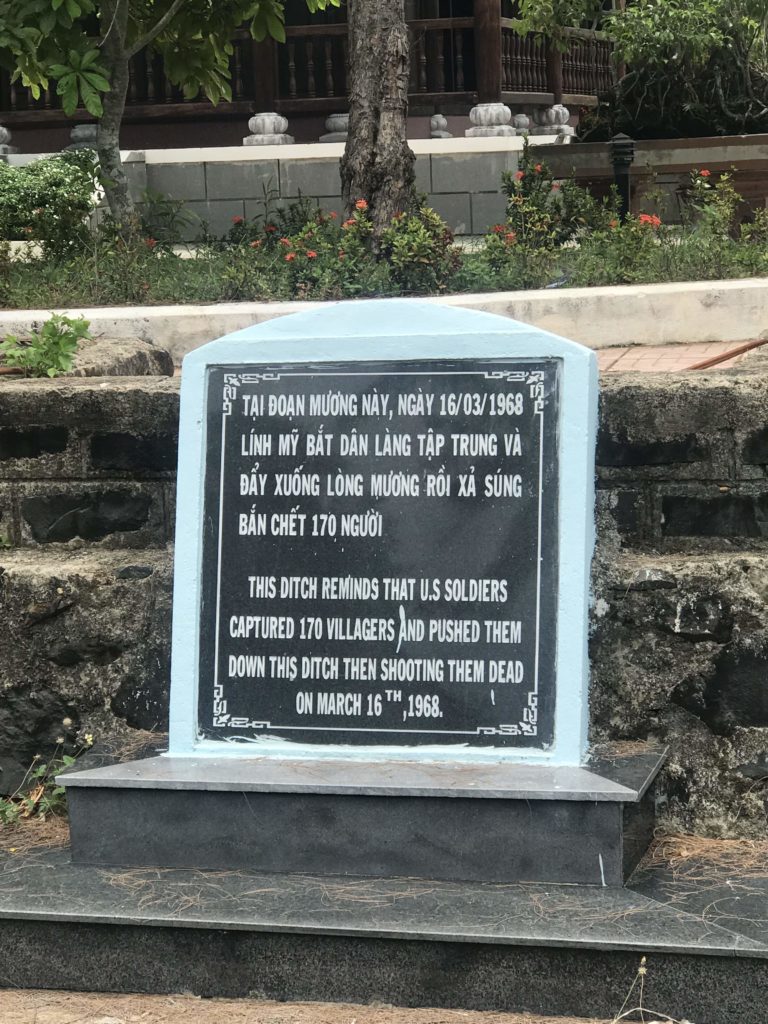 TẠI ĐOẠN MƯƠNG NÀY, NGÀY 16/03/1968
LÍNH MỸ BẮT DÂN LÀNG TẬP TRUNG VÀ
ĐẨY XUỐNG LÒNG MƯƠNG RỒI XẢ SÚNG
BẮN CHẾT 170 NGƯỜI
THIS DITCH REMINDS THAT U.S SOLDIERS
CAPTURED 170 VILLAGERS AND PUSHED THEM
DOWN THIS DITCH THEN SHOOTING THEM DEAD
ON MARCH 16TH,1968.